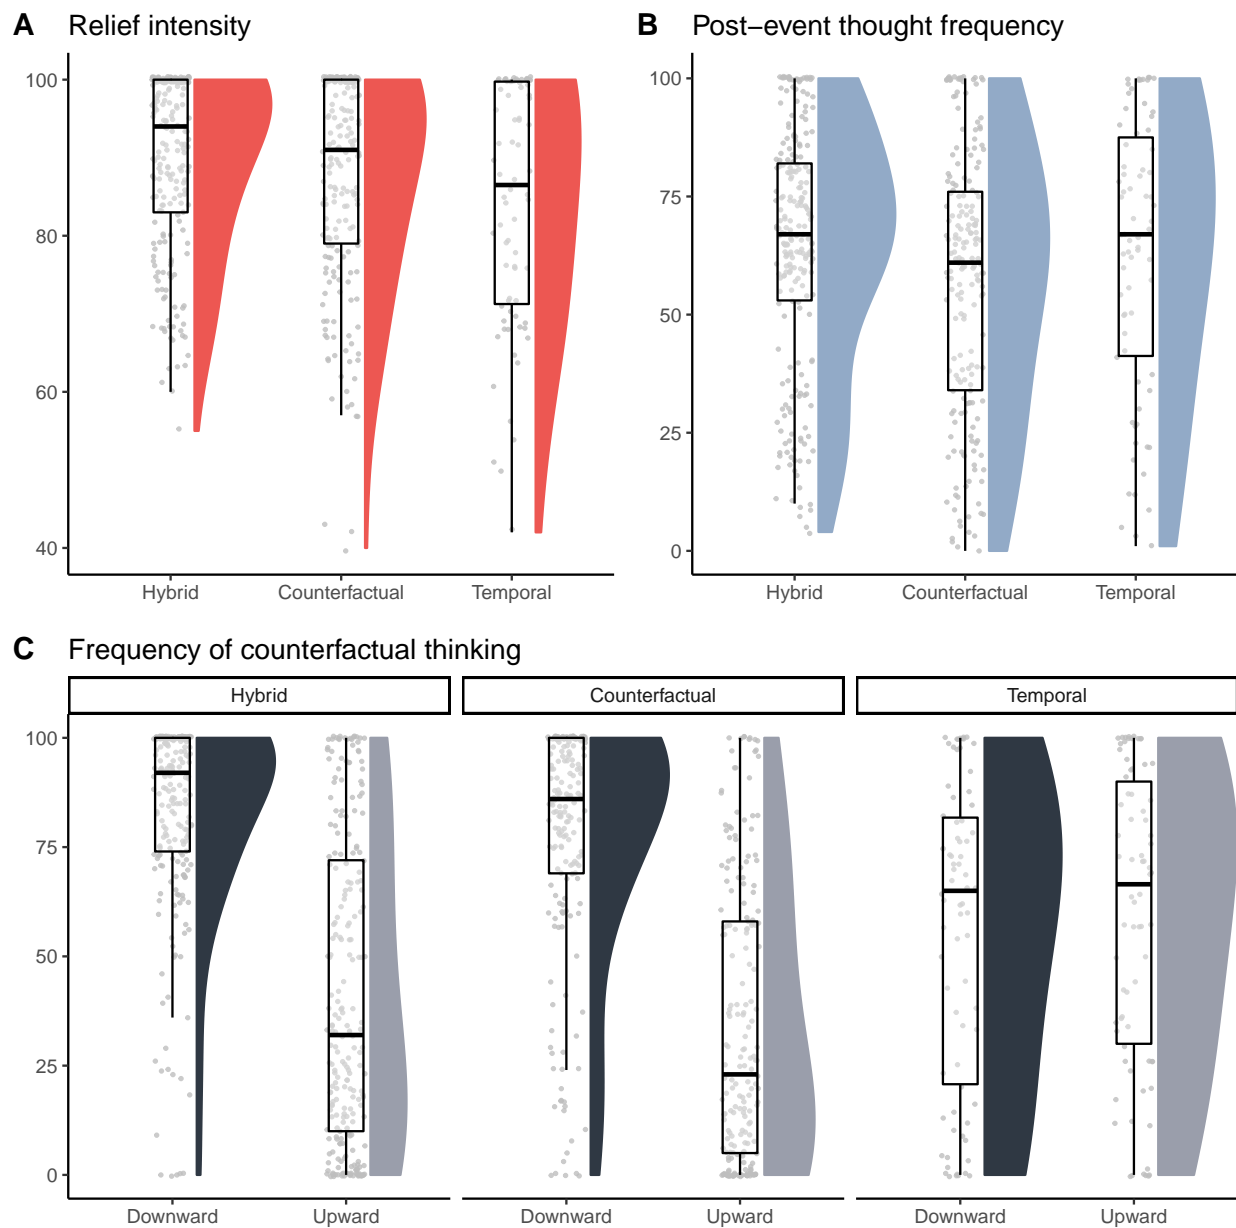 A Relief intensity
100
80
60
40
Hybrid Counterfactual Temporal
B Post−event thought frequency
100
75
50
25
0
Hybrid Counterfactual Temporal
C Frequency of counterfactual thinking
Hybrid Counterfactual Temporal
100
75
50
25
0
Downward Upward Downward Upward Downward Upward